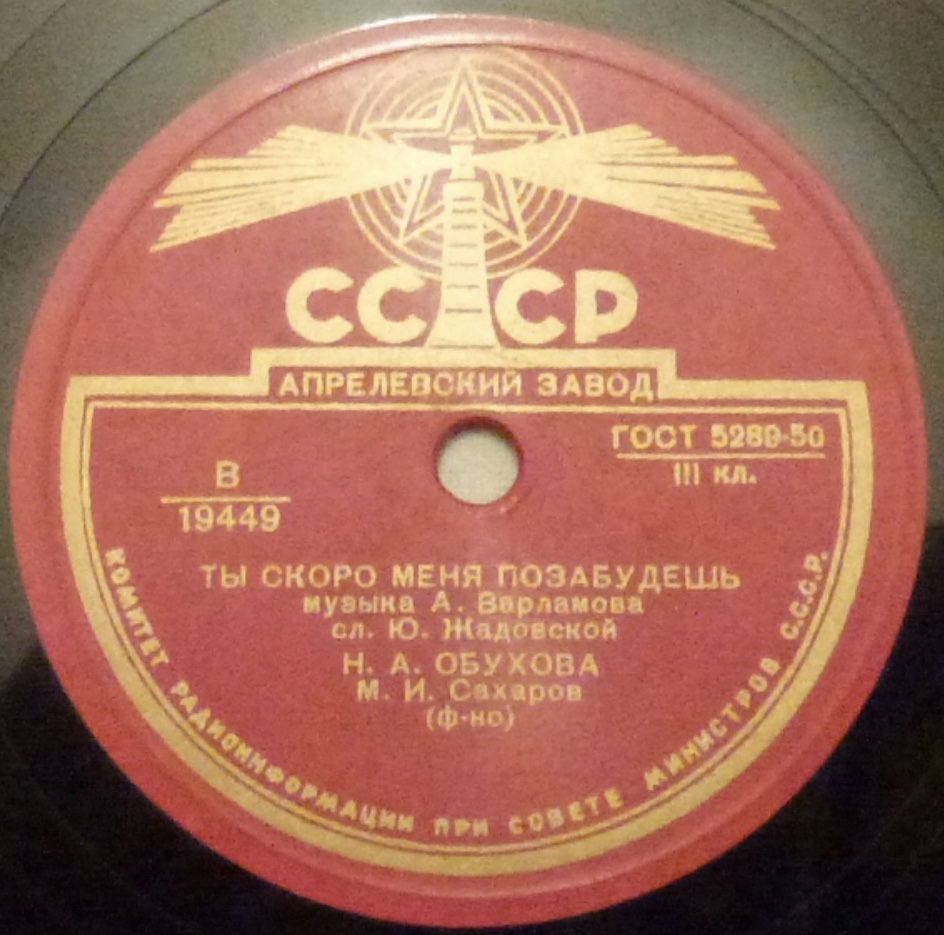 СССР
АПРЕЛЕВСКИЙ ЗАВОД
ГОСТ 5289-50
III кл.
В
19449
ТЫ СКОРО МЕНЯ ПОЗАБУДЕШЬ
музыка А. Варламова
сл. Ю. Жадовской
Н. А. ОБУХОВА
М. И. Сахаров
(ф-но)
КОМИТЕТ РАДИОИНФОРМАЦИИ ПРИ СОВЕТЕ МИНИСТРОВ С.С.С.Р.